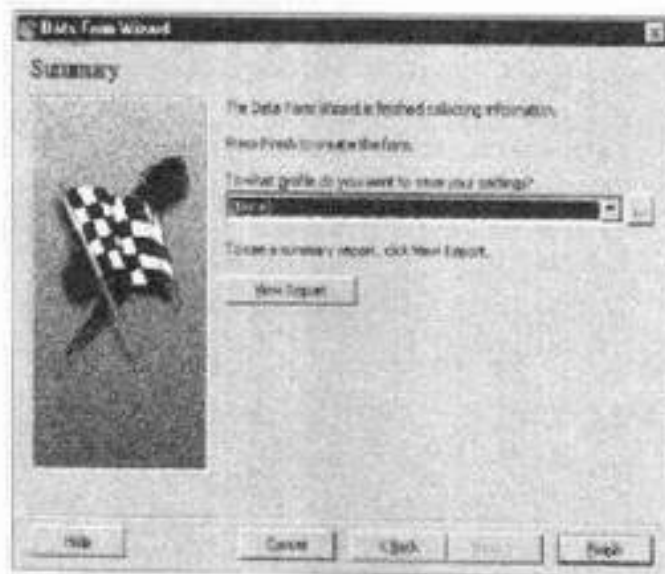 Data Form Wizard
Summary
The Data Form Wizard is finished collecting information.
Press Finish to create the form.
To what profile do you want to save your settings?
(None)
...
To see a summary report, click View Report.
View Report
Help
Cancel
< Back
Next >
Finish